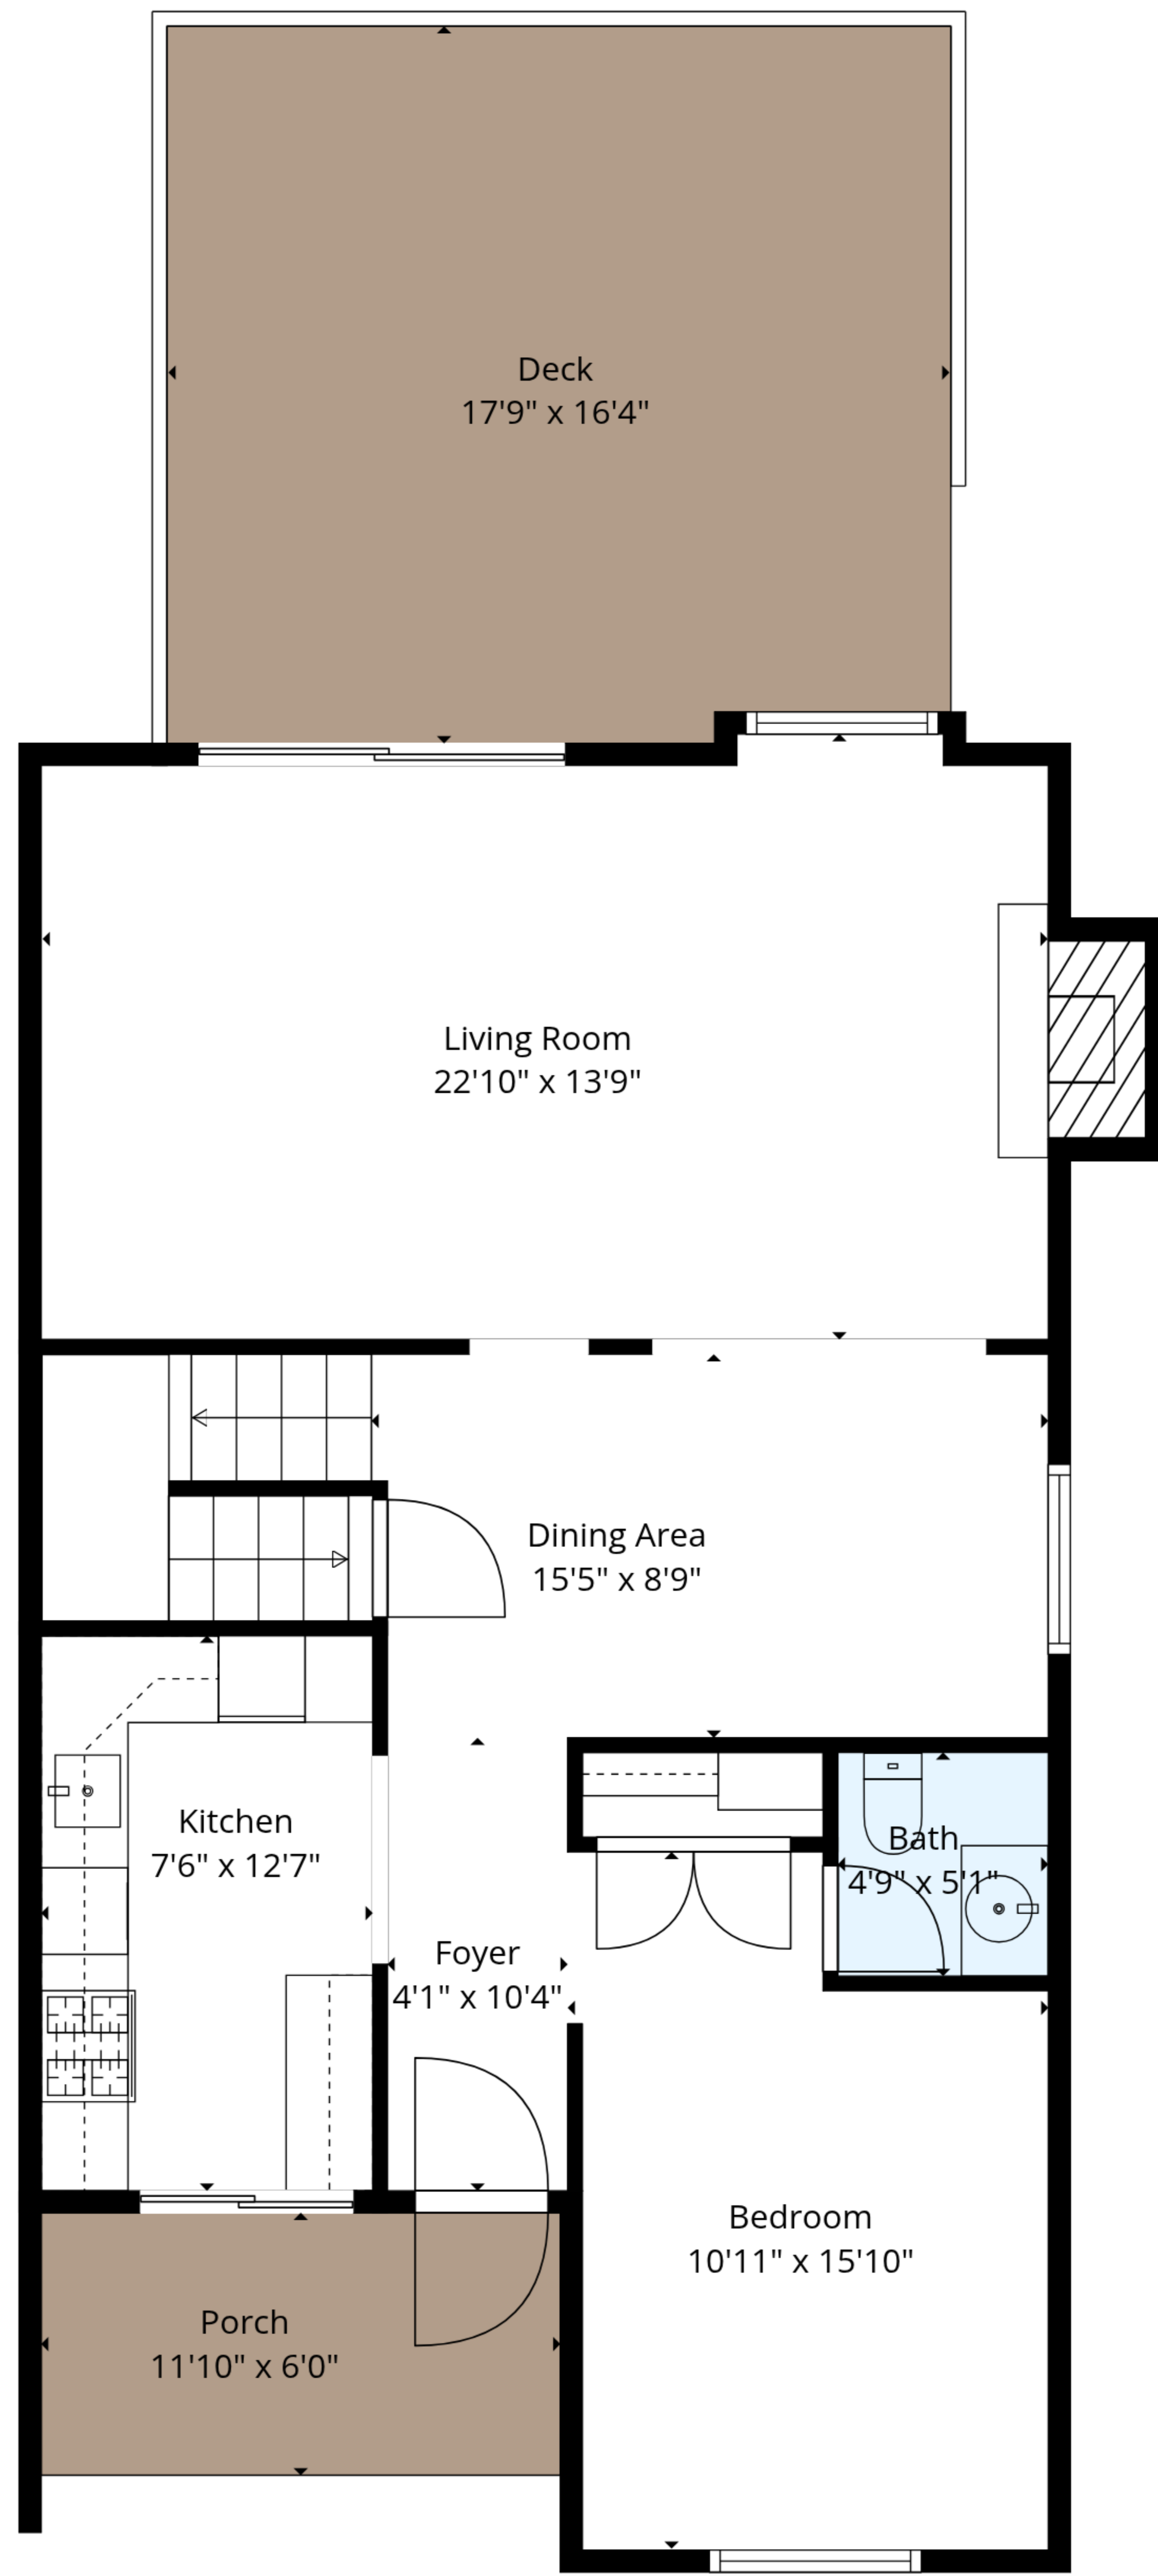 Deck
17'9" x 16'4"
Living Room
22'10" x 13'9"
Dining Area
15'5" x 8'9"
Kitchen
7'6" x 12'7"
Bath
4'9" x 5'1"
Foyer
4'1" x 10'4"
Bedroom
10'11" x 15'10"
Porch
11'10" x 6'0"